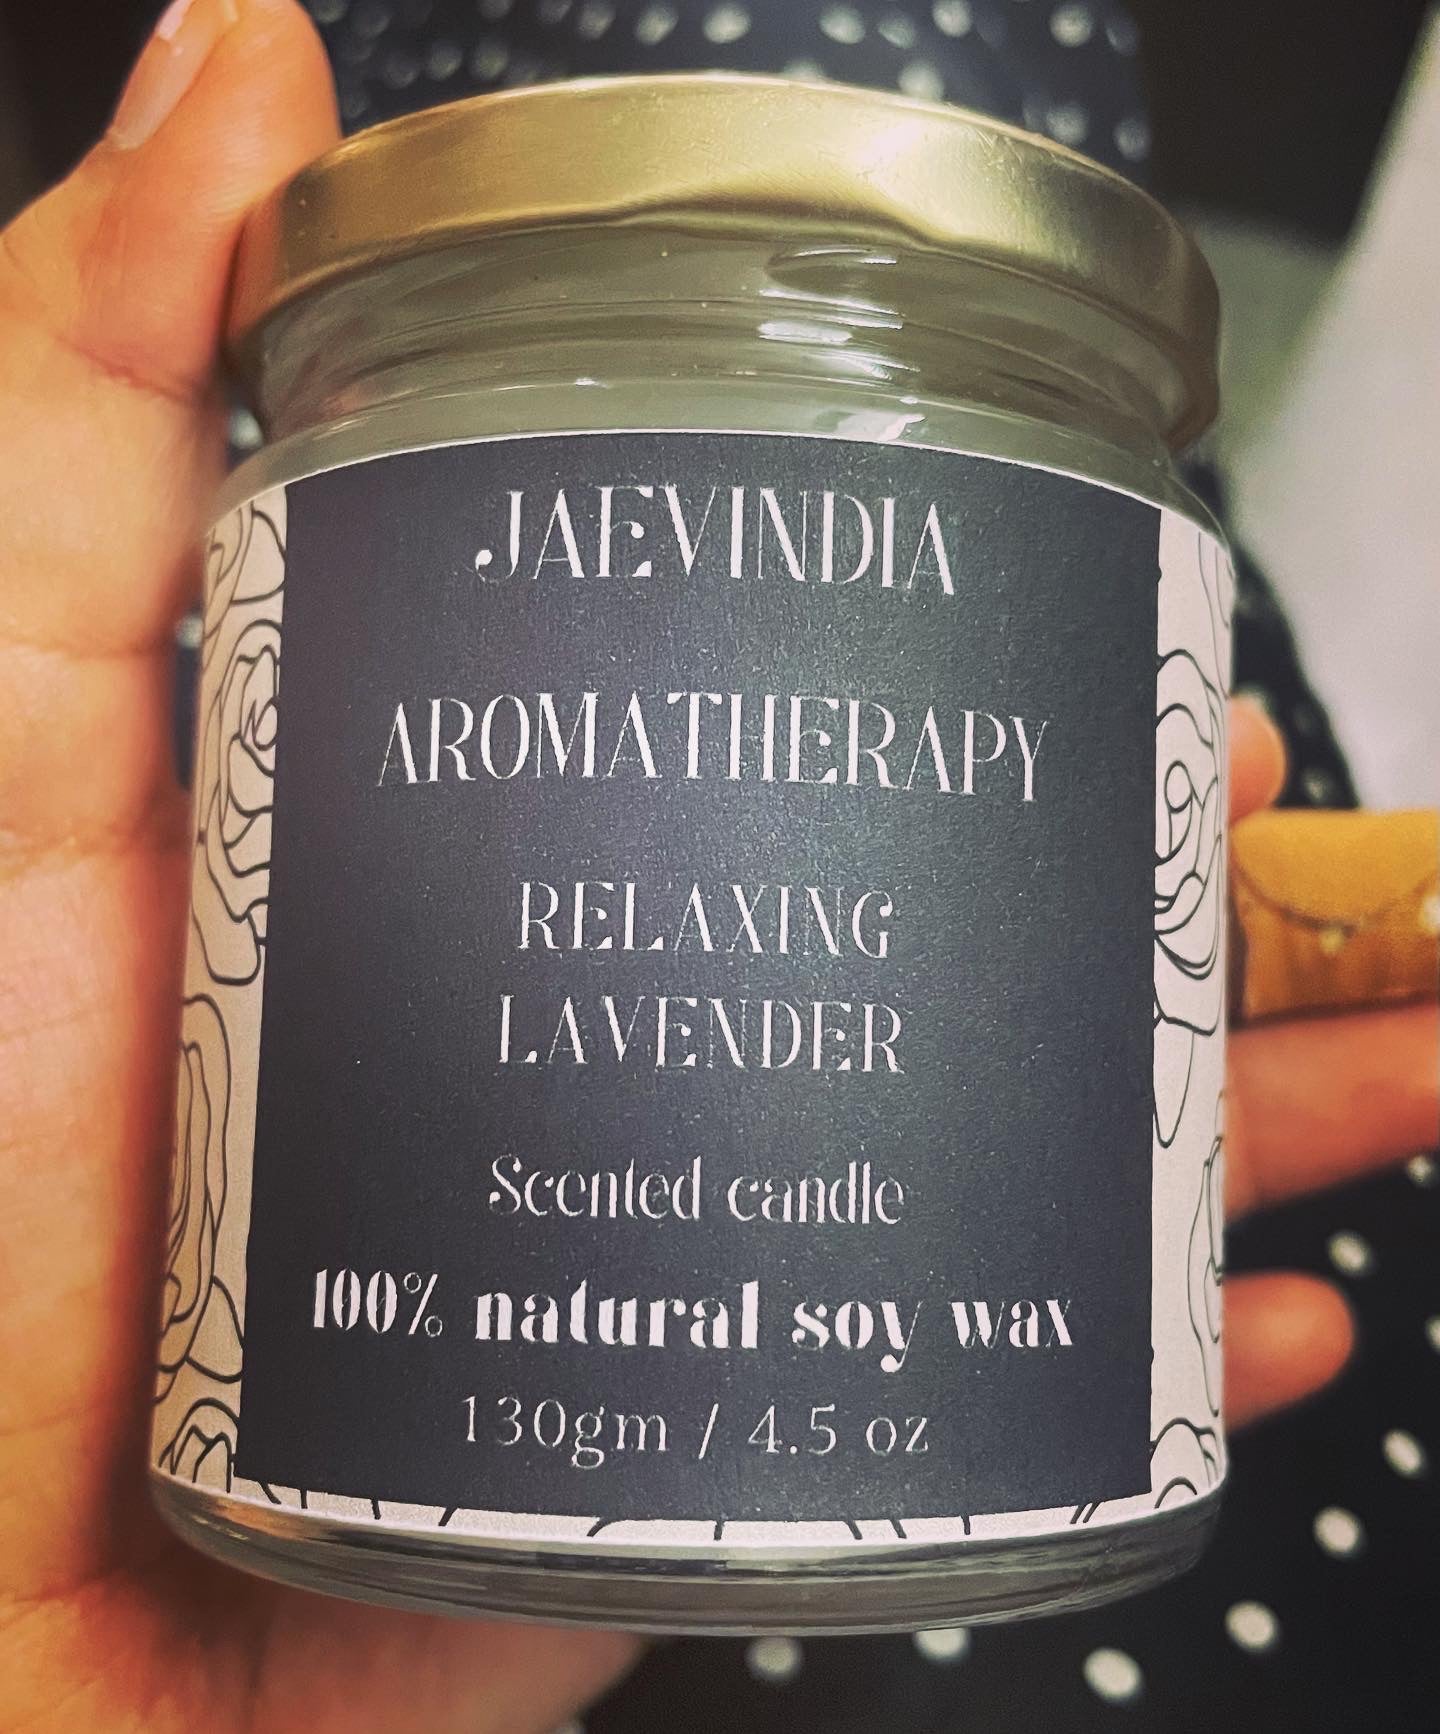 JAEVINDIA
AROMATHERAPY
RELAXING
LAVENDER
Scented candle
100% natural soy wax
130gm / 4.5 oz